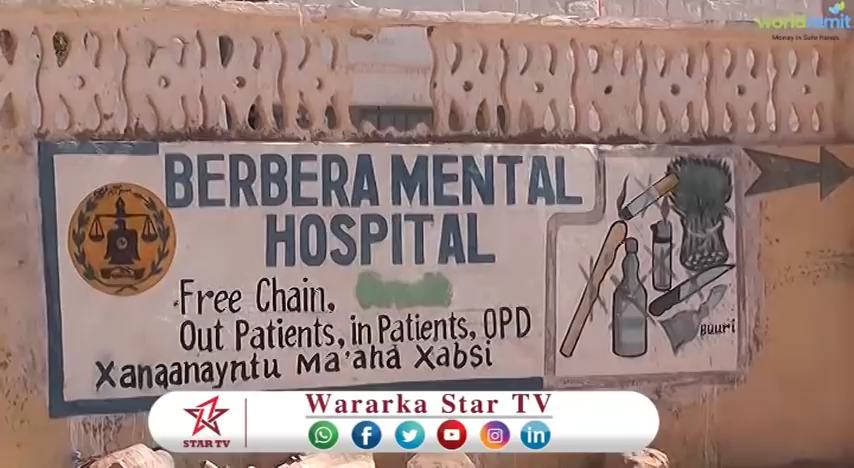 worldremit
Money in Safe Hands
BERBERA MENTAL
HOSPITAL
Free Chain,
Out Patients, in Patients, OPD
Xanaanayntu Ma'aha Xabsi
Buuri
Wararka Star TV
STAR TV